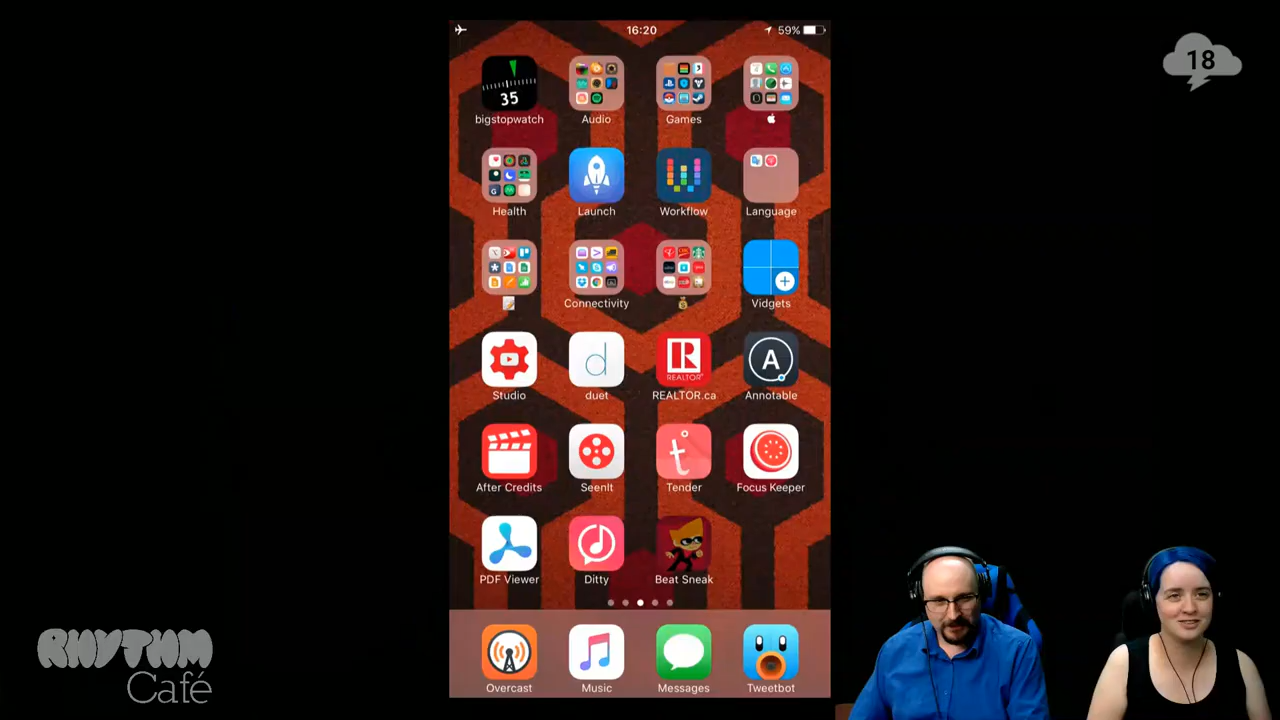 16:20
59%
18
35
bigstopwatch
Audio
Games
Health
Launch
Workflow
Language
Connectivity
Vidgets
Studio
d
duet
R
REALTOR
REALTOR.ca
A
Annotable
After Credits
SeenIt
t
Tender
Focus Keeper
PDF Viewer
Ditty
Beat Sneak
Overcast
Music
Messages
Tweetbot
RHYTHM
Café